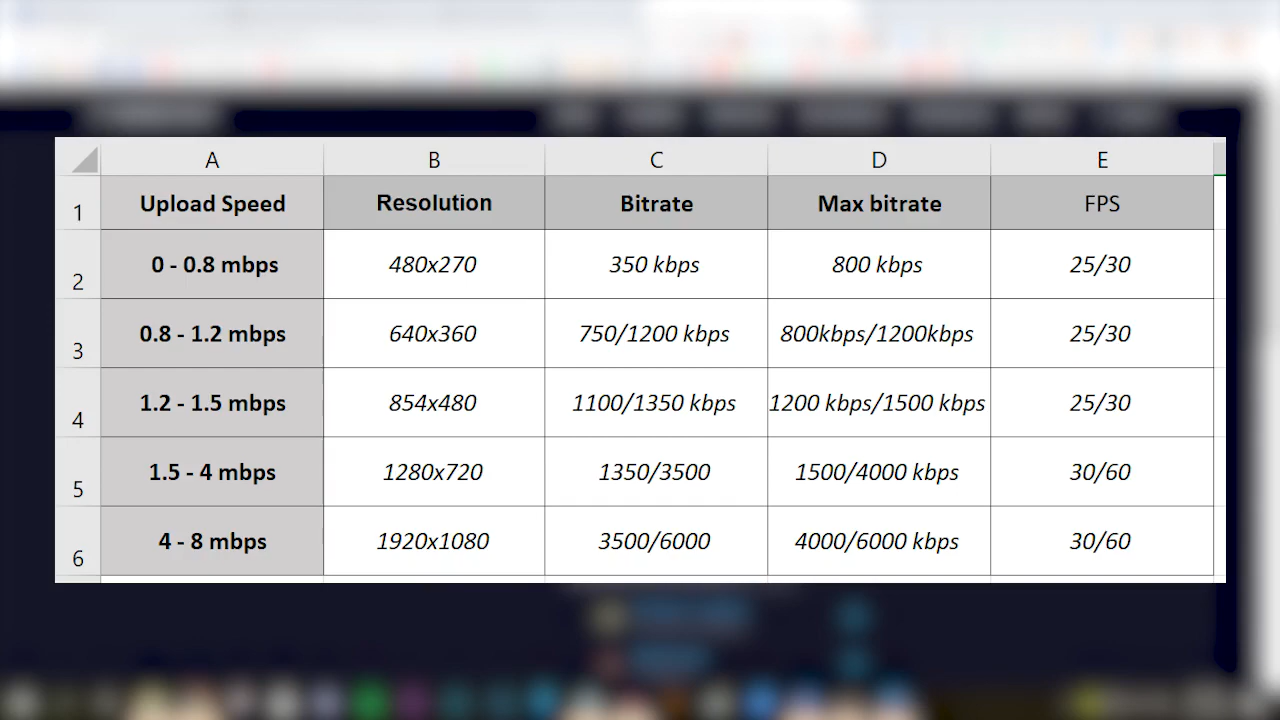 A B C D E
1 Upload Speed Resolution Bitrate Max bitrate FPS
2 0 - 0.8 mbps 480x270 350 kbps 800 kbps 25/30
3 0.8 - 1.2 mbps 640x360 750/1200 kbps 800kbps/1200kbps 25/30
4 1.2 - 1.5 mbps 854x480 1100/1350 kbps 1200 kbps/1500 kbps 25/30
5 1.5 - 4 mbps 1280x720 1350/3500 1500/4000 kbps 30/60
6 4 - 8 mbps 1920x1080 3500/6000 4000/6000 kbps 30/60